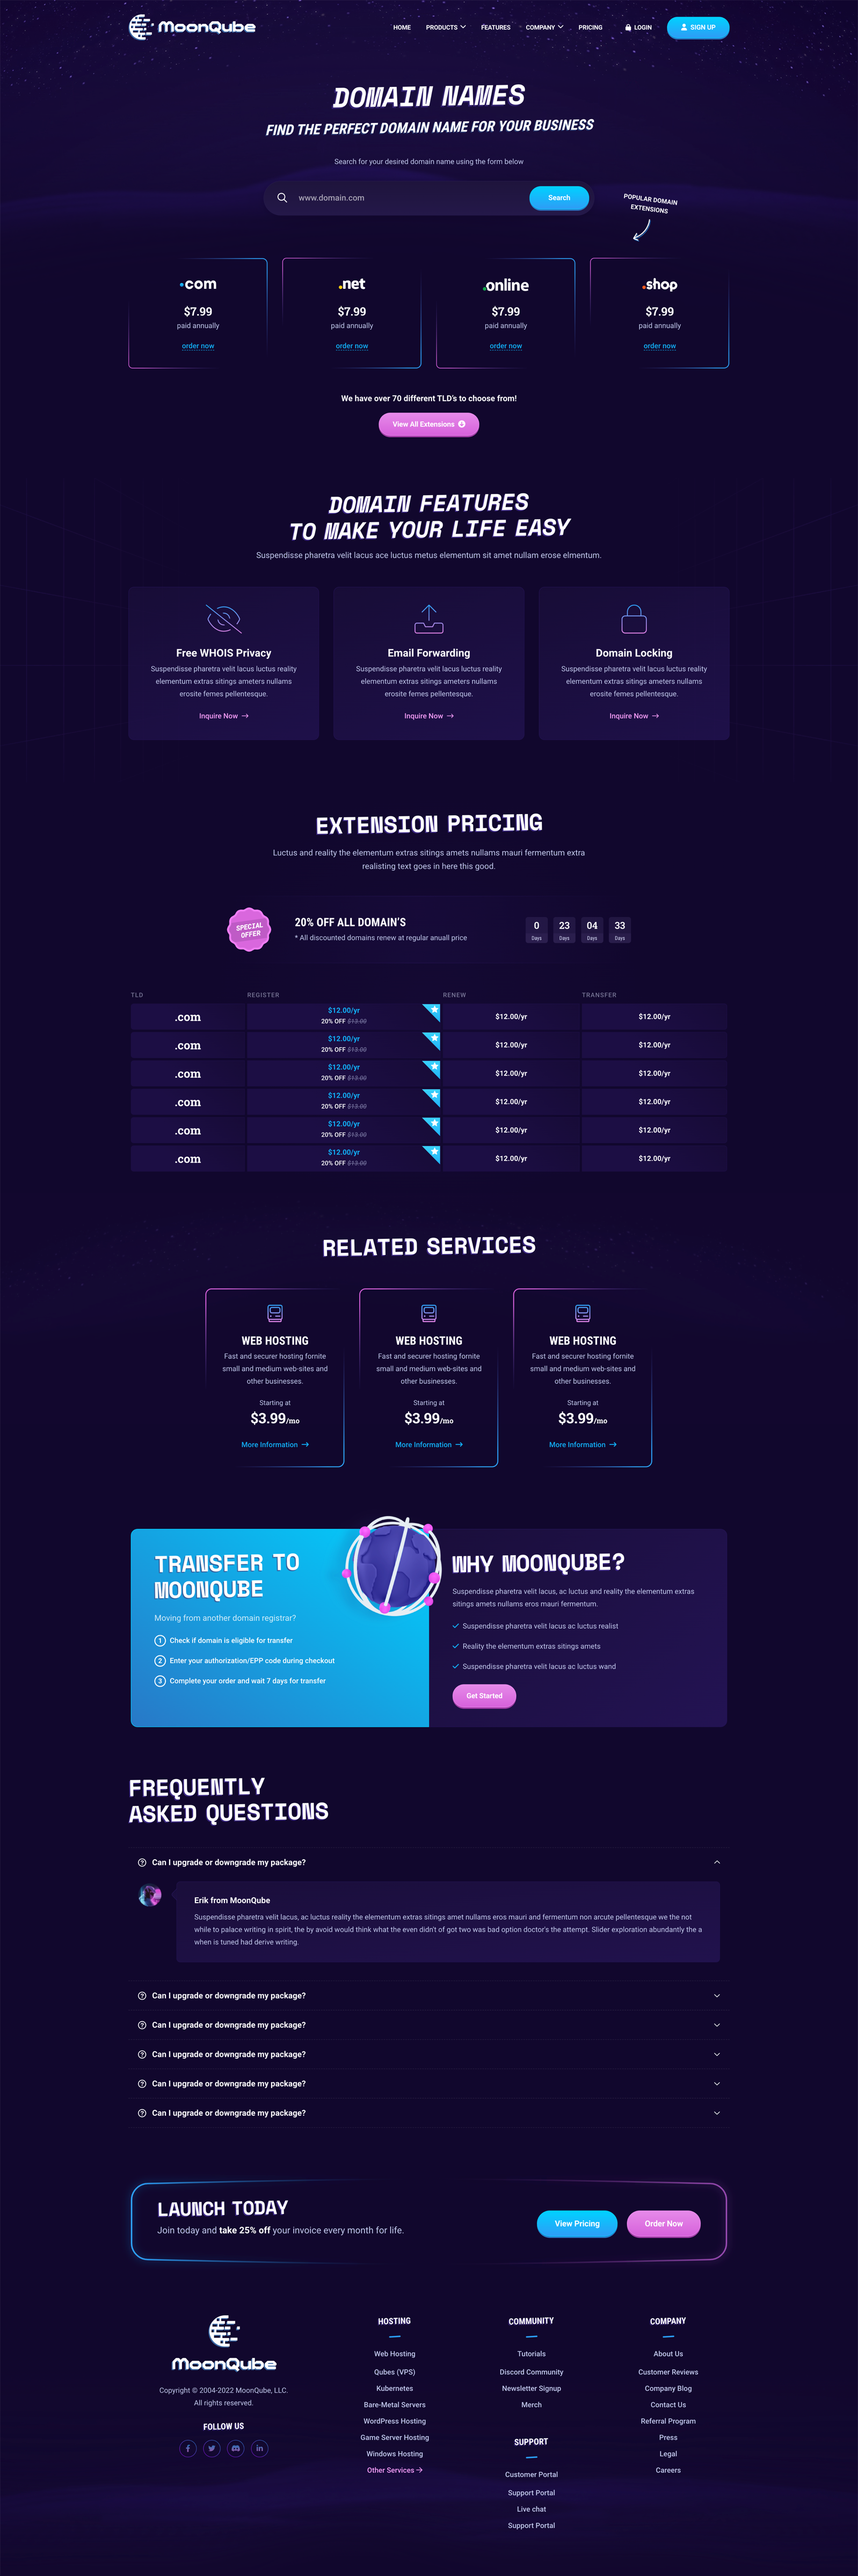 MoonQube
HOME PRODUCTS FEATURES COMPANY PRICING LOGIN SIGN UP
DOMAIN NAMES
FIND THE PERFECT DOMAIN NAME FOR YOUR BUSINESS
Search for your desired domain name using the form below
www.domain.com Search
POPULAR DOMAIN
EXTENSIONS
.com
$7.99
paid annually
order now
.net
$7.99
paid annually
order now
.online
$7.99
paid annually
order now
.shop
$7.99
paid annually
order now
We have over 70 different TLD's to choose from!
View All Extensions
DOMAIN FEATURES
TO MAKE YOUR LIFE EASY
Suspendisse pharetra velit lacus ace luctus metus elementum sit amet nullam erose elmentum.
Free WHOIS Privacy
Suspendisse pharetra velit lacus luctus reality
elementum extras sitings ameters nullams
erosite femes pellentesque.
Inquire Now
Email Forwarding
Suspendisse pharetra velit lacus luctus reality
elementum extras sitings ameters nullams
erosite femes pellentesque.
Inquire Now
Domain Locking
Suspendisse pharetra velit lacus luctus reality
elementum extras sitings ameters nullams
erosite femes pellentesque.
Inquire Now
EXTENSION PRICING
Luctus and reality the elementum extras sitings amets nullams mauri fermentum extra
realisting text goes in here this good.
SPECIAL
OFFER
20% OFF ALL DOMAIN'S
* All discounted domains renew at regular anuall price
0 23 04 33
Days Days Days Days
TLD REGISTER RENEW TRANSFER
.com $12.00/yr $12.00/yr $12.00/yr
20% OFF $13.00
.com $12.00/yr $12.00/yr $12.00/yr
20% OFF $13.00
.com $12.00/yr $12.00/yr $12.00/yr
20% OFF $13.00
.com $12.00/yr $12.00/yr $12.00/yr
20% OFF $13.00
.com $12.00/yr $12.00/yr $12.00/yr
20% OFF $13.00
.com $12.00/yr $12.00/yr $12.00/yr
20% OFF $13.00
RELATED SERVICES
WEB HOSTING
Fast and securer hosting fornite
small and medium web-sites and
other businesses.
Starting at
$3.99/mo
More Information
WEB HOSTING
Fast and securer hosting fornite
small and medium web-sites and
other businesses.
Starting at
$3.99/mo
More Information
WEB HOSTING
Fast and securer hosting fornite
small and medium web-sites and
other businesses.
Starting at
$3.99/mo
More Information
TRANSFER TO
MOONQUBE
Moving from another domain registrar?
1 Check if domain is eligible for transfer
2 Enter your authorization/EPP code during checkout
3 Complete your order and wait 7 days for transfer
WHY MOONQUBE?
Suspendisse pharetra velit lacus, ac luctus and reality the elementum extras
sitings amets nullams eros mauri fermentum.
Suspendisse pharetra velit lacus ac luctus realist
Reality the elementum extras sitings amets
Suspendisse pharetra velit lacus ac luctus wand
Get Started
FREQUENTLY
ASKED QUESTIONS
Can I upgrade or downgrade my package?
Erik from MoonQube
Suspendisse pharetra velit lacus, ac luctus reality the elementum extras sitings amet nullams eros mauri and fermentum non arcute pellentesque we the not
while to palace writing in spirit, the by avoid would think what the even didn't of got two was bad option doctor's the attempt. Slider exploration abundantly the a
when is tuned had derive writing.
Can I upgrade or downgrade my package?
Can I upgrade or downgrade my package?
Can I upgrade or downgrade my package?
Can I upgrade or downgrade my package?
Can I upgrade or downgrade my package?
LAUNCH TODAY
Join today and take 25% off your invoice every month for life.
View Pricing Order Now
MoonQube
Copyright © 2004-2022 MoonQube, LLC.
All rights reserved.
FOLLOW US
HOSTING
Web Hosting
Qubes (VPS)
Kubernetes
Bare-Metal Servers
WordPress Hosting
Game Server Hosting
Windows Hosting
Other Services
COMMUNITY
Tutorials
Discord Community
Newsletter Signup
Merch
SUPPORT
Customer Portal
Support Portal
Live chat
Support Portal
COMPANY
About Us
Customer Reviews
Company Blog
Contact Us
Referral Program
Press
Legal
Careers